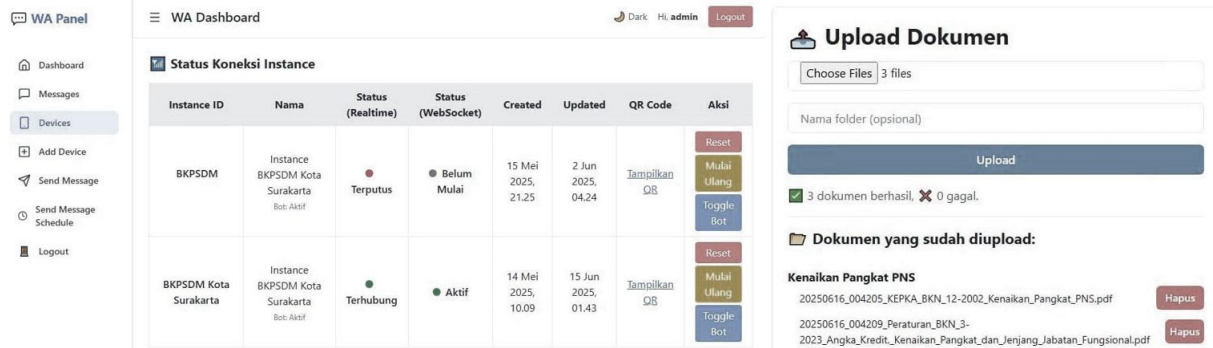 WA Panel
Dashboard
Messages
Devices
Add Device
Send Message
Send Message
Schedule
Logout
WA Dashboard
Dark Hi, admin Logout
Status Koneksi Instance
Instance ID Nama Status (Realtime) Status (WebSocket) Created Updated QR Code Aksi
BKPSDM
Instance
BKPSDM Kota
Surakarta
Bot: Aktif
Terputus
Belum
Mulai
15 Mei
2025,
21.25
2 Jun
2025,
04.24
Tampilkan
QR
Reset
Mulai
Ulang
Toggle
Bot
BKPSDM Kota
Surakarta
Instance
BKPSDM Kota
Surakarta
Bot: Aktif
Terhubung
Aktif
14 Mei
2025,
10.09
15 Jun
2025,
01.43
Tampilkan
QR
Reset
Mulai
Ulang
Toggle
Bot
Upload Dokumen
Choose Files 3 files
Nama folder (opsional)
Upload
3 dokumen berhasil, 0 gagal.
Dokumen yang sudah diupload:
Kenaikan Pangkat PNS
20250616_004205_KEPKA_BKN_12-2002_Kenaikan_Pangkat_PNS.pdf
Hapus
20250616_004209_Peraturan_BKN_3-
2023_Angka_Kredit,_Kenaikan_Pangkat_dan_Jenjang_Jabatan_Fungsional.pdf
Hapus